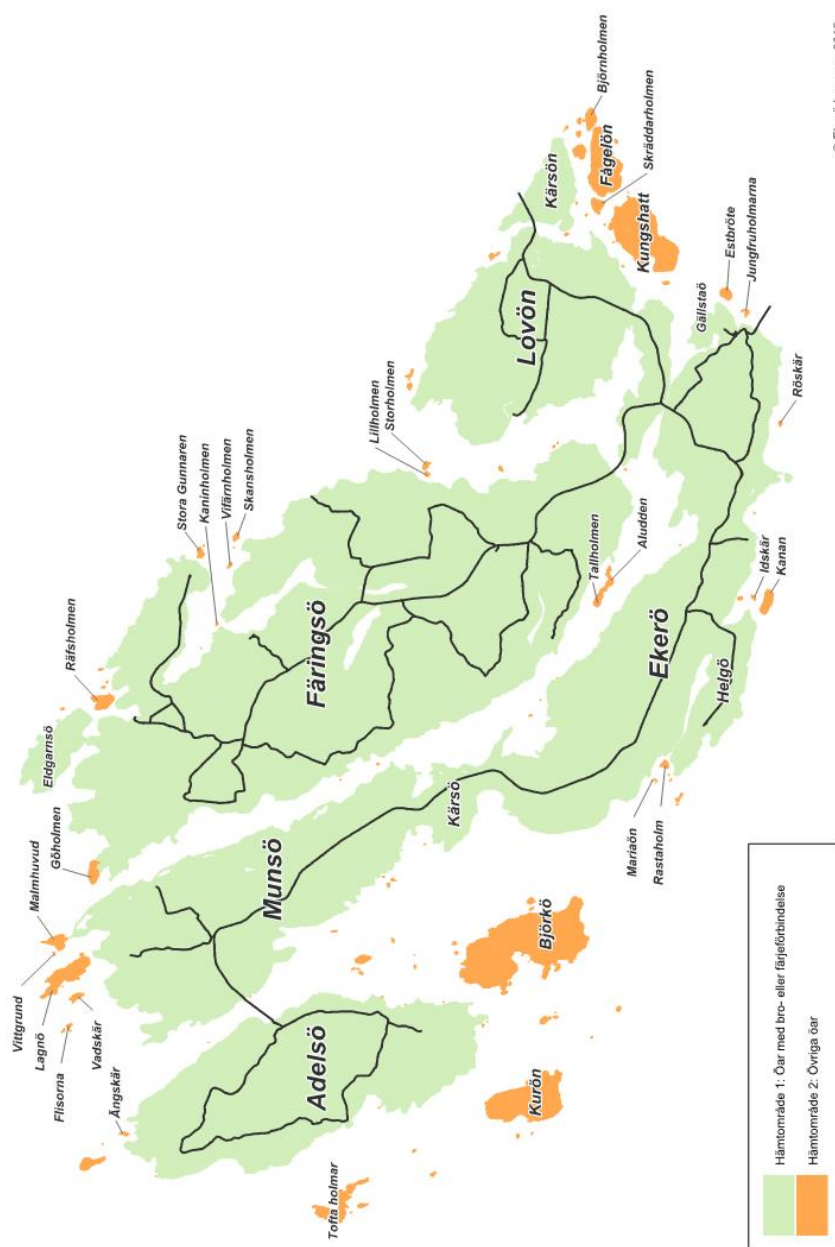 Björnholmen
Fågelön
Skräddarholmen
Kärsön
Kungshatt
Estbröte
Jungfruholmarna
Gällstaö
Lovön
Röskär
Lillholmen
Storholmen
Stora Gunnaren
Kaninholmen
Vifärnholmen
Skansholmen
Tallholmen
Aludden
Idskär
Kanan
Färingsö
Ekerö
Helgö
Räfsholmen
Eldgarnsö
Göholmen
Malmhuvud
Kärsö
Mariaön
Rastaholm
Munsö
Björkö
Vittgrund
Lagnö
Flisorna
Vadskär
Ängskär
Adelsö
Kurön
Tofta holmar
Hämtområde 1: Öar med bro- eller färjeförbindelse
Hämtområde 2: Övriga öar